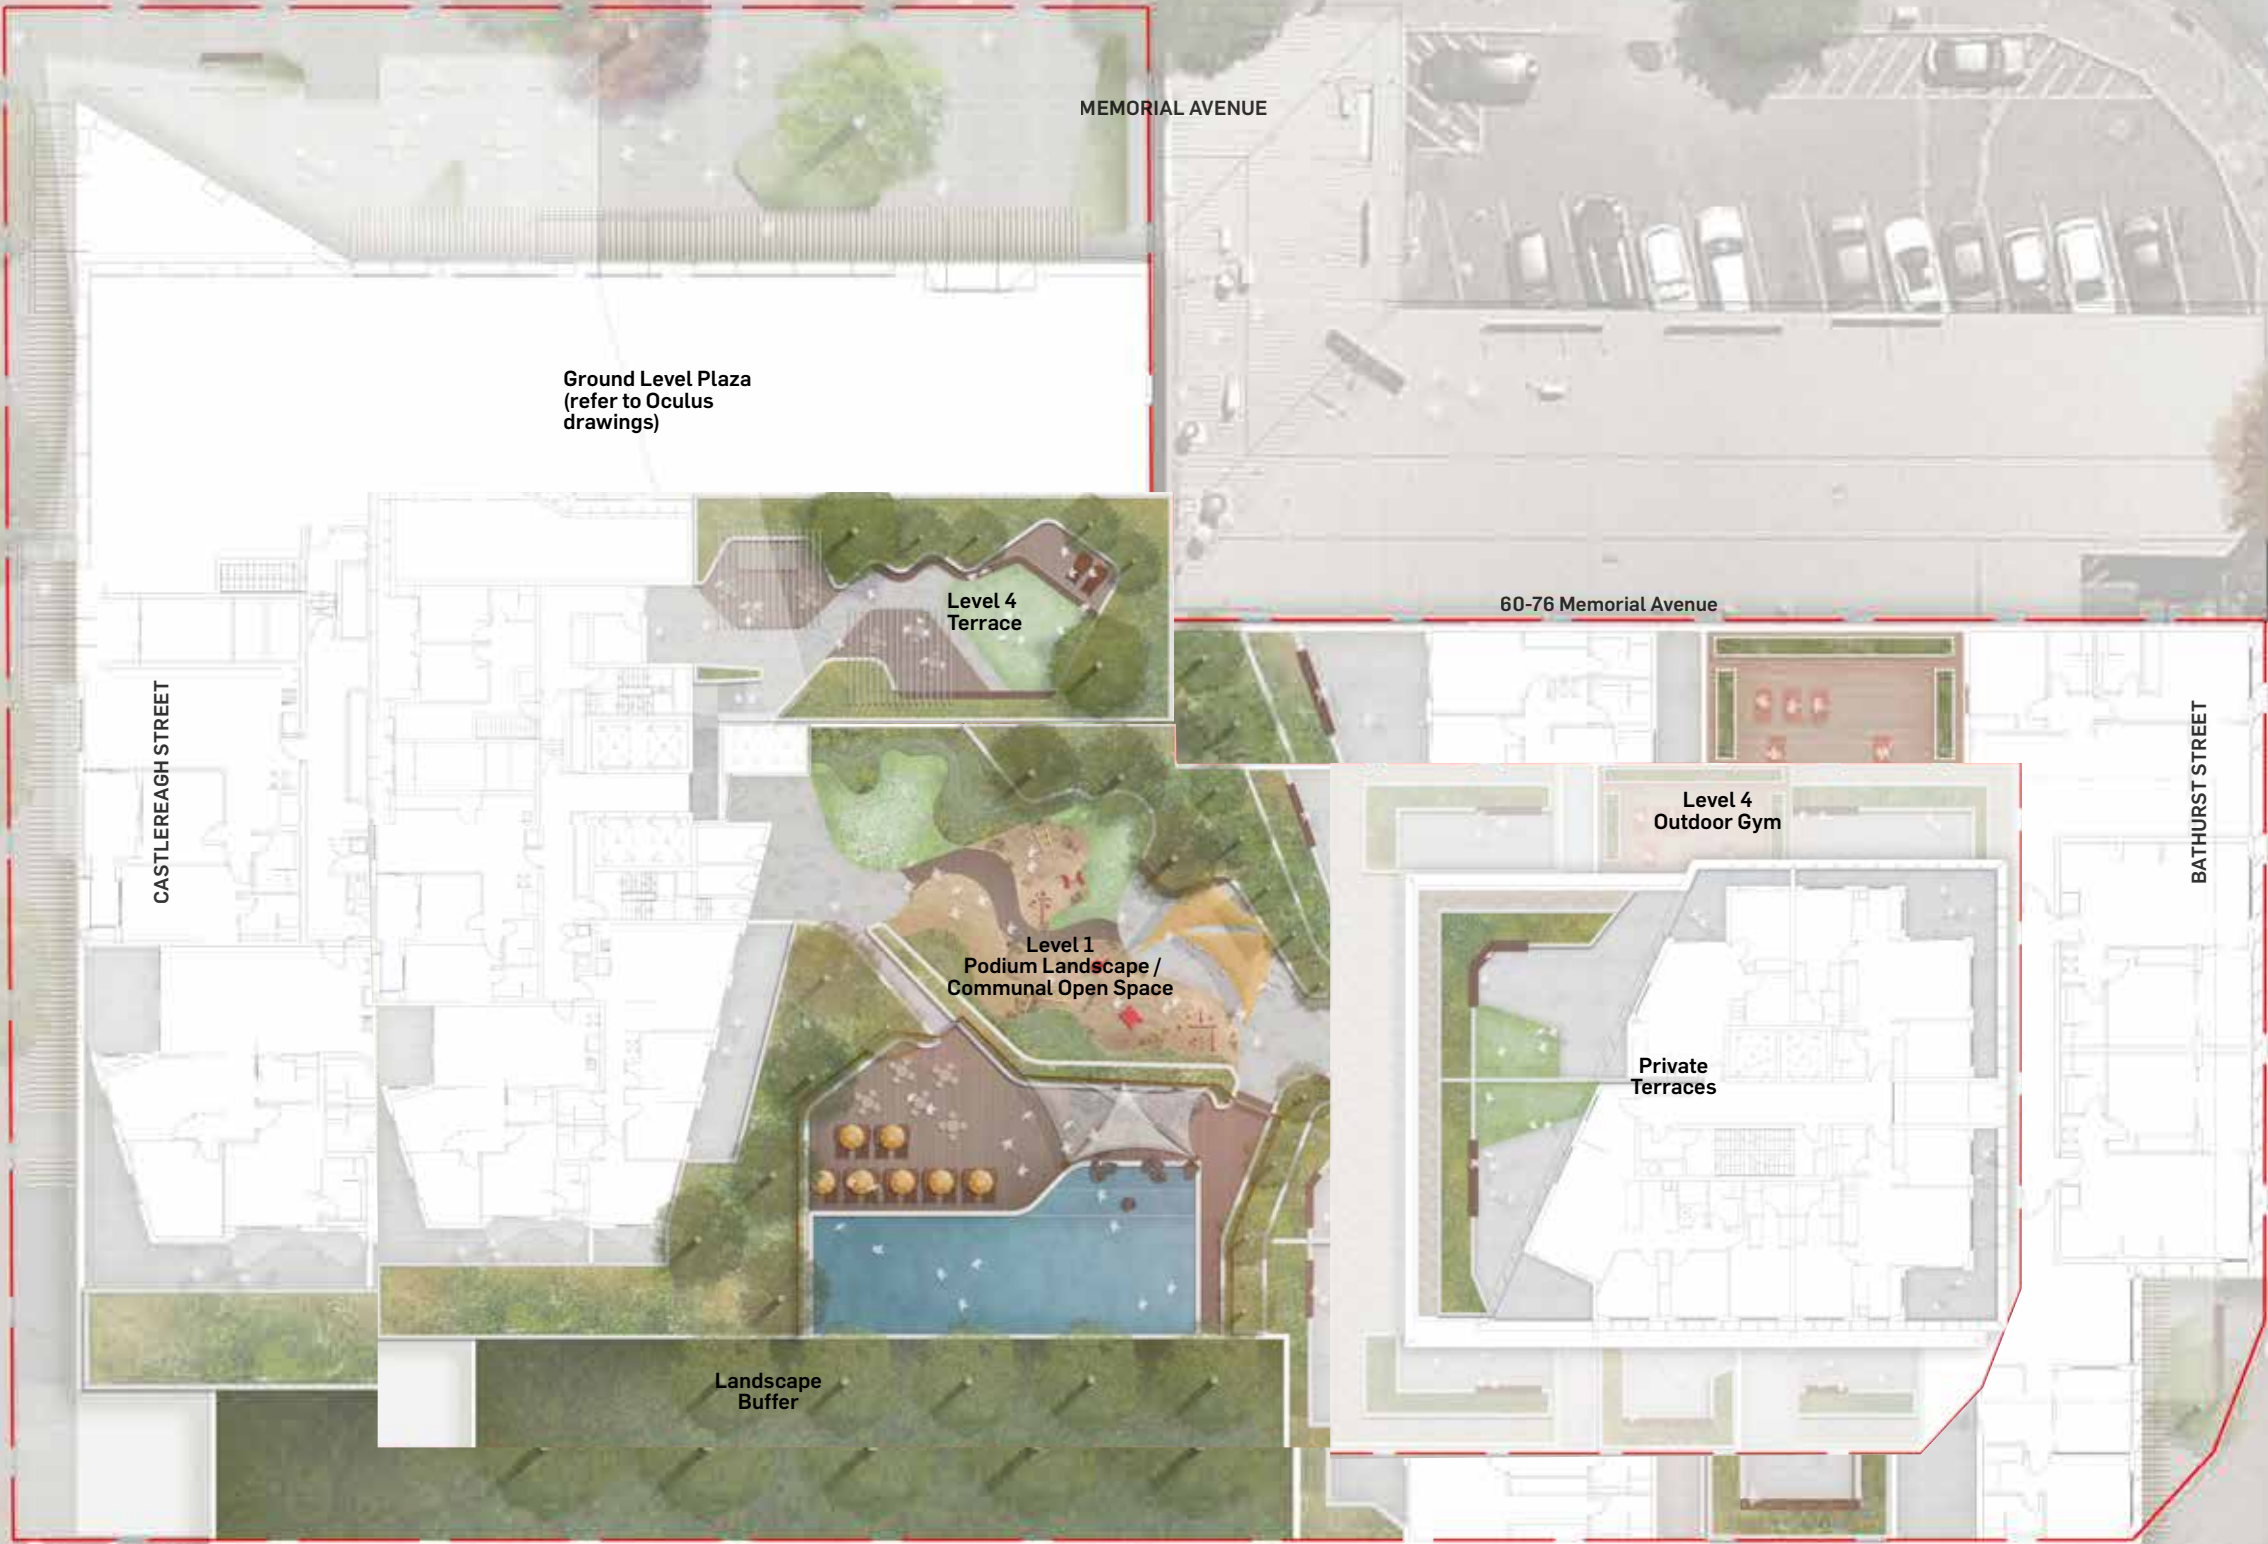 MEMORIAL AVENUE
Ground Level Plaza
(refer to Oculus
drawings)
Level 4
Terrace
60-76 Memorial Avenue
CASTLEREAGH STREET
BATHURST STREET
Level 4
Outdoor Gym
Level 1
Podium Landscape /
Communal Open Space
Private
Terraces
Landscape
Buffer